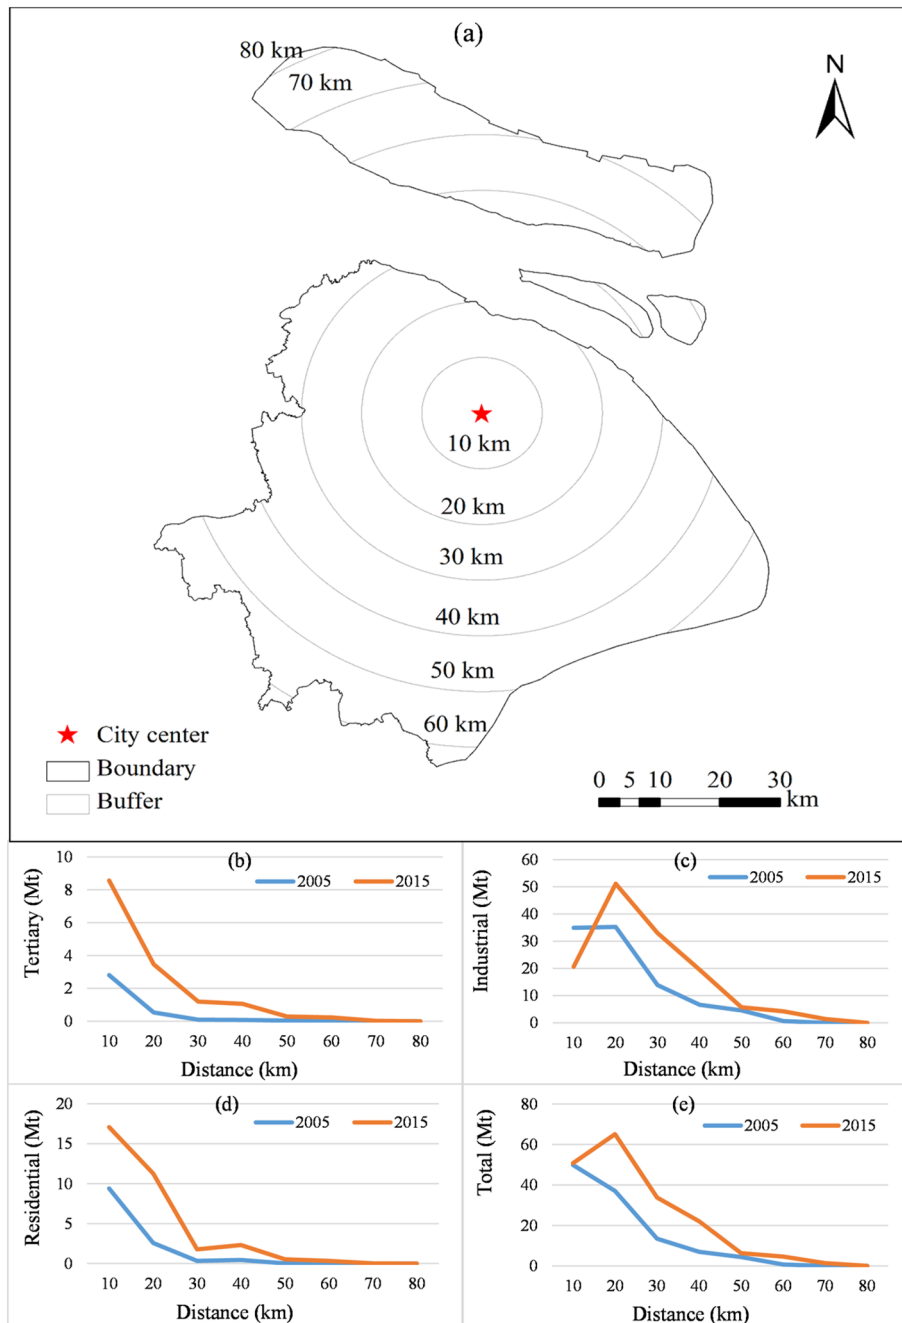 (a)
80 km
70 km
N
10 km
20 km
30 km
40 km
50 km
60 km
City center
Boundary
Buffer
0 5 10 20 30
km
(b)
2005 2015
Tertiary (Mt)
10
8
6
4
2
0
10 20 30 40 50 60 70 80
Distance (km)
(c)
2005 2015
Industrial (Mt)
60
50
40
30
20
10
0
10 20 30 40 50 60 70 80
Distance (km)
(d)
2005 2015
Residential (Mt)
20
15
10
5
0
10 20 30 40 50 60 70 80
Distance (km)
(e)
2005 2015
Total (Mt)
80
60
40
20
0
10 20 30 40 50 60 70 80
Distance (km)